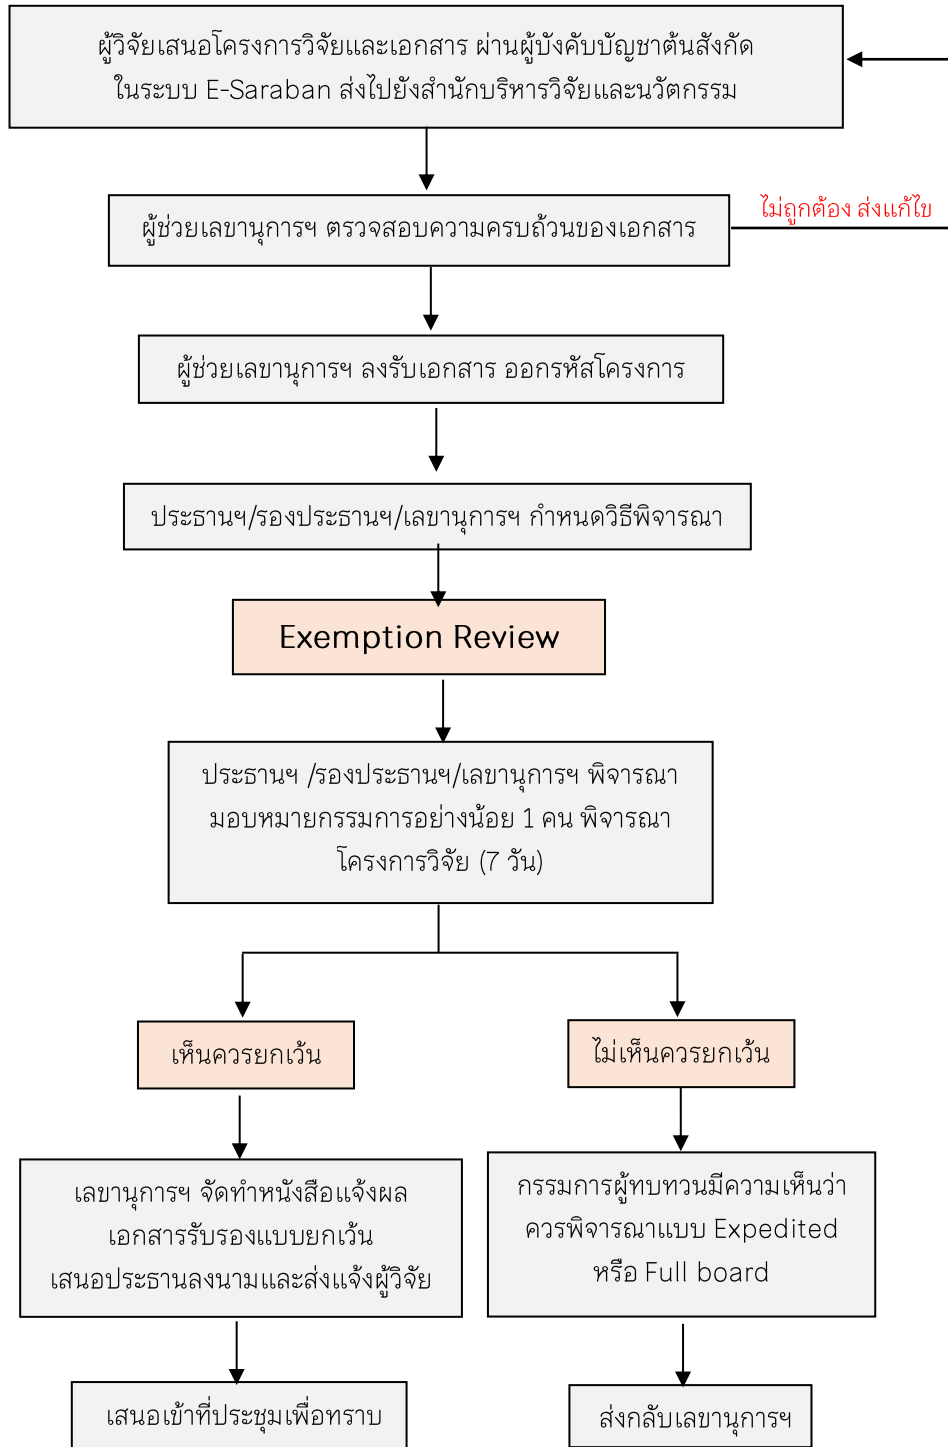 ผู้วิจัยเสนอโครงการวิจัยและเอกสาร ผ่านผู้บังคับบัญชาต้นสังกัด
ในระบบ E-Saraban ส่งไปยังสำนักบริหารวิจัยและนวัตกรรม
ไม่ถูกต้อง ส่งแก้ไข
ผู้ช่วยเลขานุการฯ ตรวจสอบความครบถ้วนของเอกสาร
ผู้ช่วยเลขานุการฯ ลงรับเอกสาร ออกรหัสโครงการ
ประธานฯ/รองประธานฯ/เลขานุการฯ กำหนดวิธีพิจารณา
Exemption Review
ประธานฯ /รองประธานฯ/เลขานุการฯ พิจารณา
มอบหมายกรรมการอย่างน้อย 1 คน พิจารณา
โครงการวิจัย (7 วัน)
เห็นควรยกเว้น
ไม่เห็นควรยกเว้น
เลขานุการฯ จัดทำหนังสือแจ้งผล
เอกสารรับรองแบบยกเว้น
เสนอประธานลงนามและส่งแจ้งผู้วิจัย
กรรมการผู้ทบทวนมีความเห็นว่า
ควรพิจารณาแบบ Expedited
หรือ Full board
เสนอเข้าที่ประชุมเพื่อทราบ
ส่งกลับเลขานุการฯ